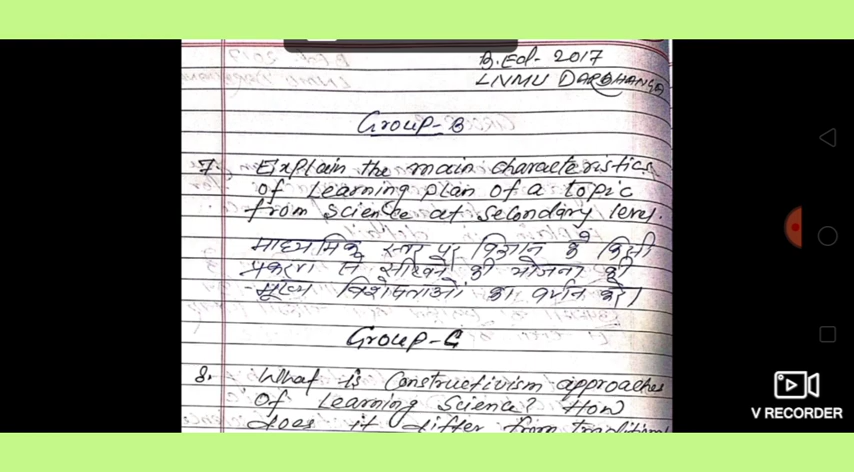 B.Ed- 2017
LNMU DARBHANGA
Group-B
7. Explain the main characteristics
of Learning plan of a topic
from science at secondary level.
माध्यमिक स्तर पर विज्ञान के किसी
प्रकरण से सीखने की योजना की
मुख्य विशेषताओं का वर्णन करें।
Group-C
8. What is Constructivism approaches
Of Learning Science? How
does it differ from
V RECORDER